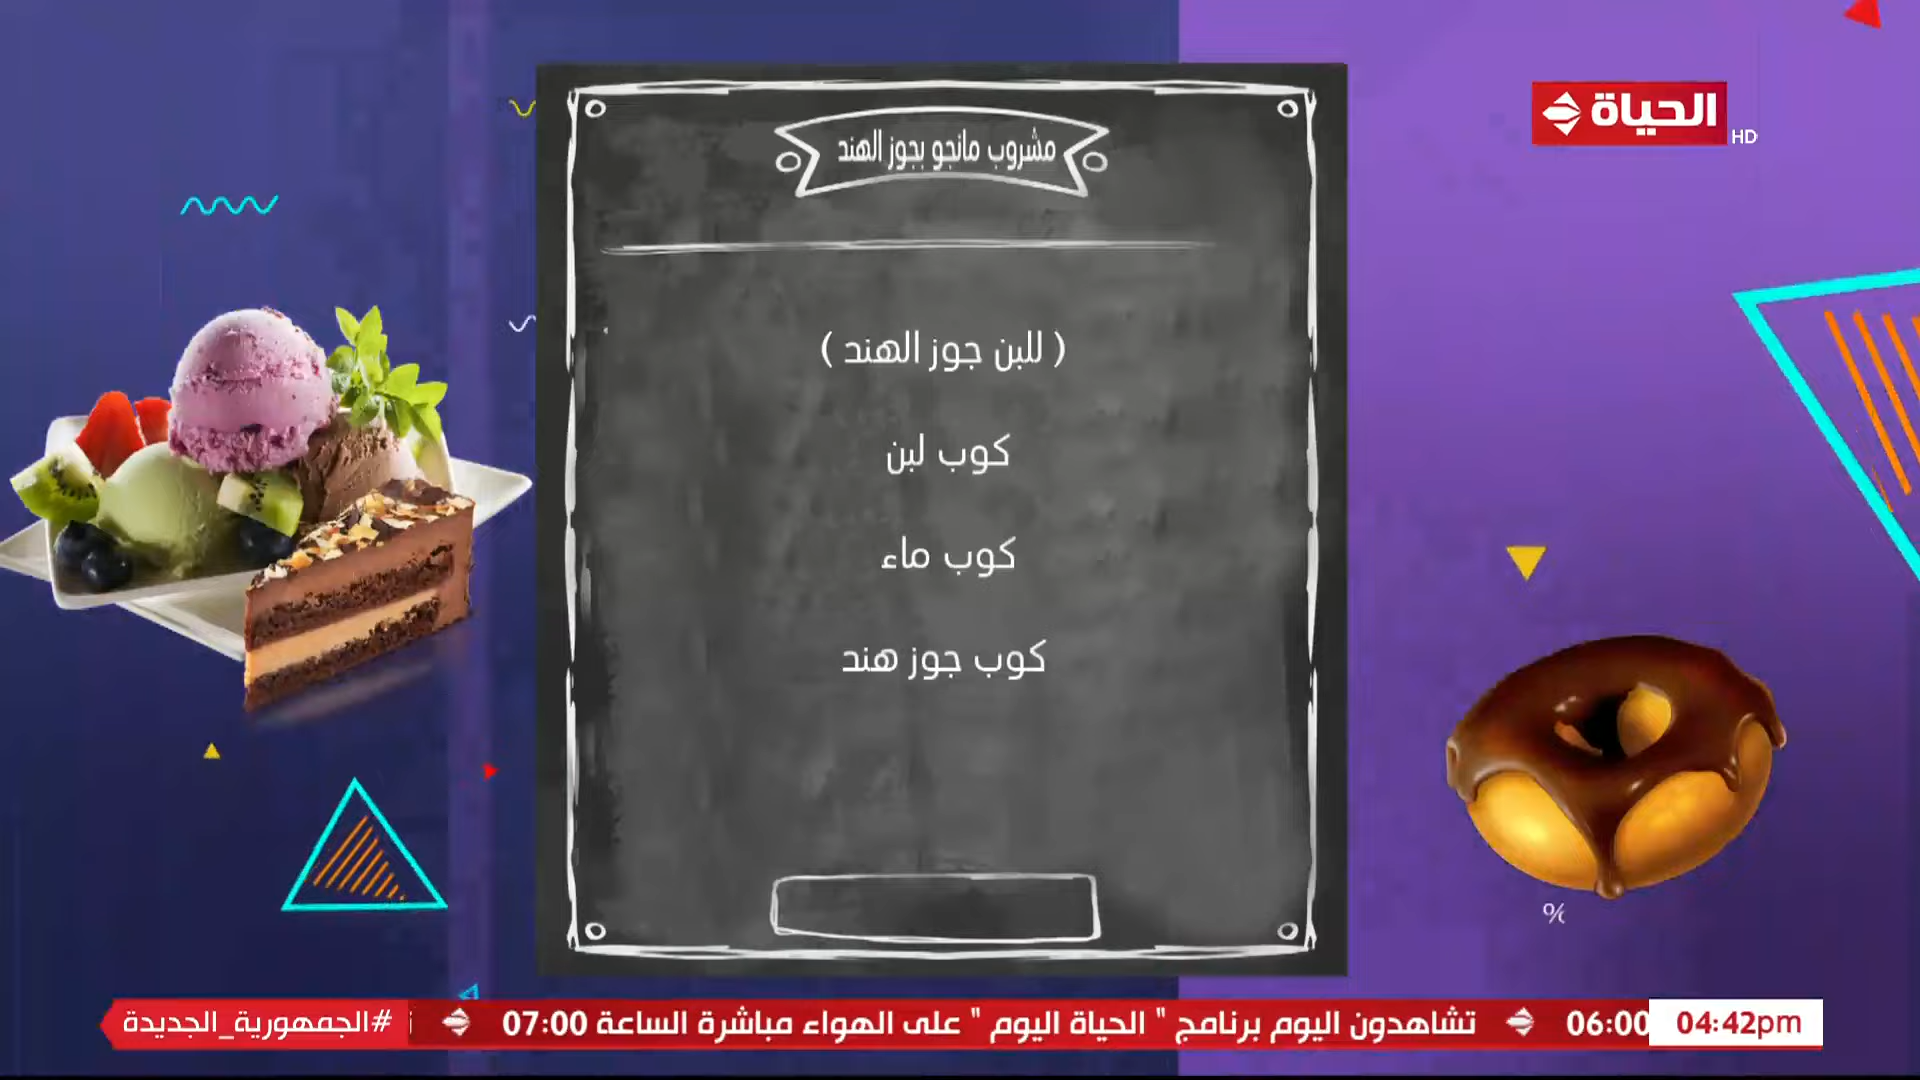 الحياة
HD
مشروب مانجو بجوز الهند
( للبن جوز الهند )
كوب لبن
كوب ماء
كوب جوز هند
%
04:42pm
06:00
تشاهدون اليوم برنامج " الحياة اليوم " على الهواء مباشرة الساعة 07:00
#الجمهورية_الجديدة